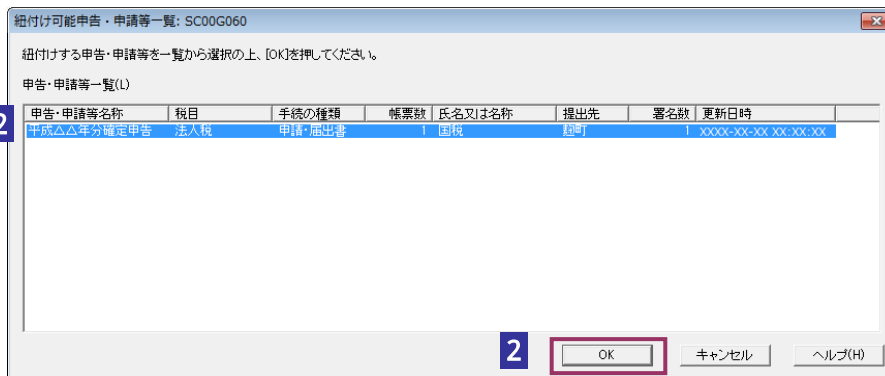 紐付け可能申告・申請等一覧: SC00G060
紐付けする申告・申請等を一覧から選択の上、[OK]を押してください。
申告・申請等一覧(L)
申告・申請等名称 税目 手続の種類 帳票数 氏名又は名称 提出先 署名数 更新日時
2
平成△△年分確定申告 法人税 申請・届出書 1 国税 麹町 1 XXXX-XX-XX XX:XX:XX
2 OK キャンセル ヘルプ(H)